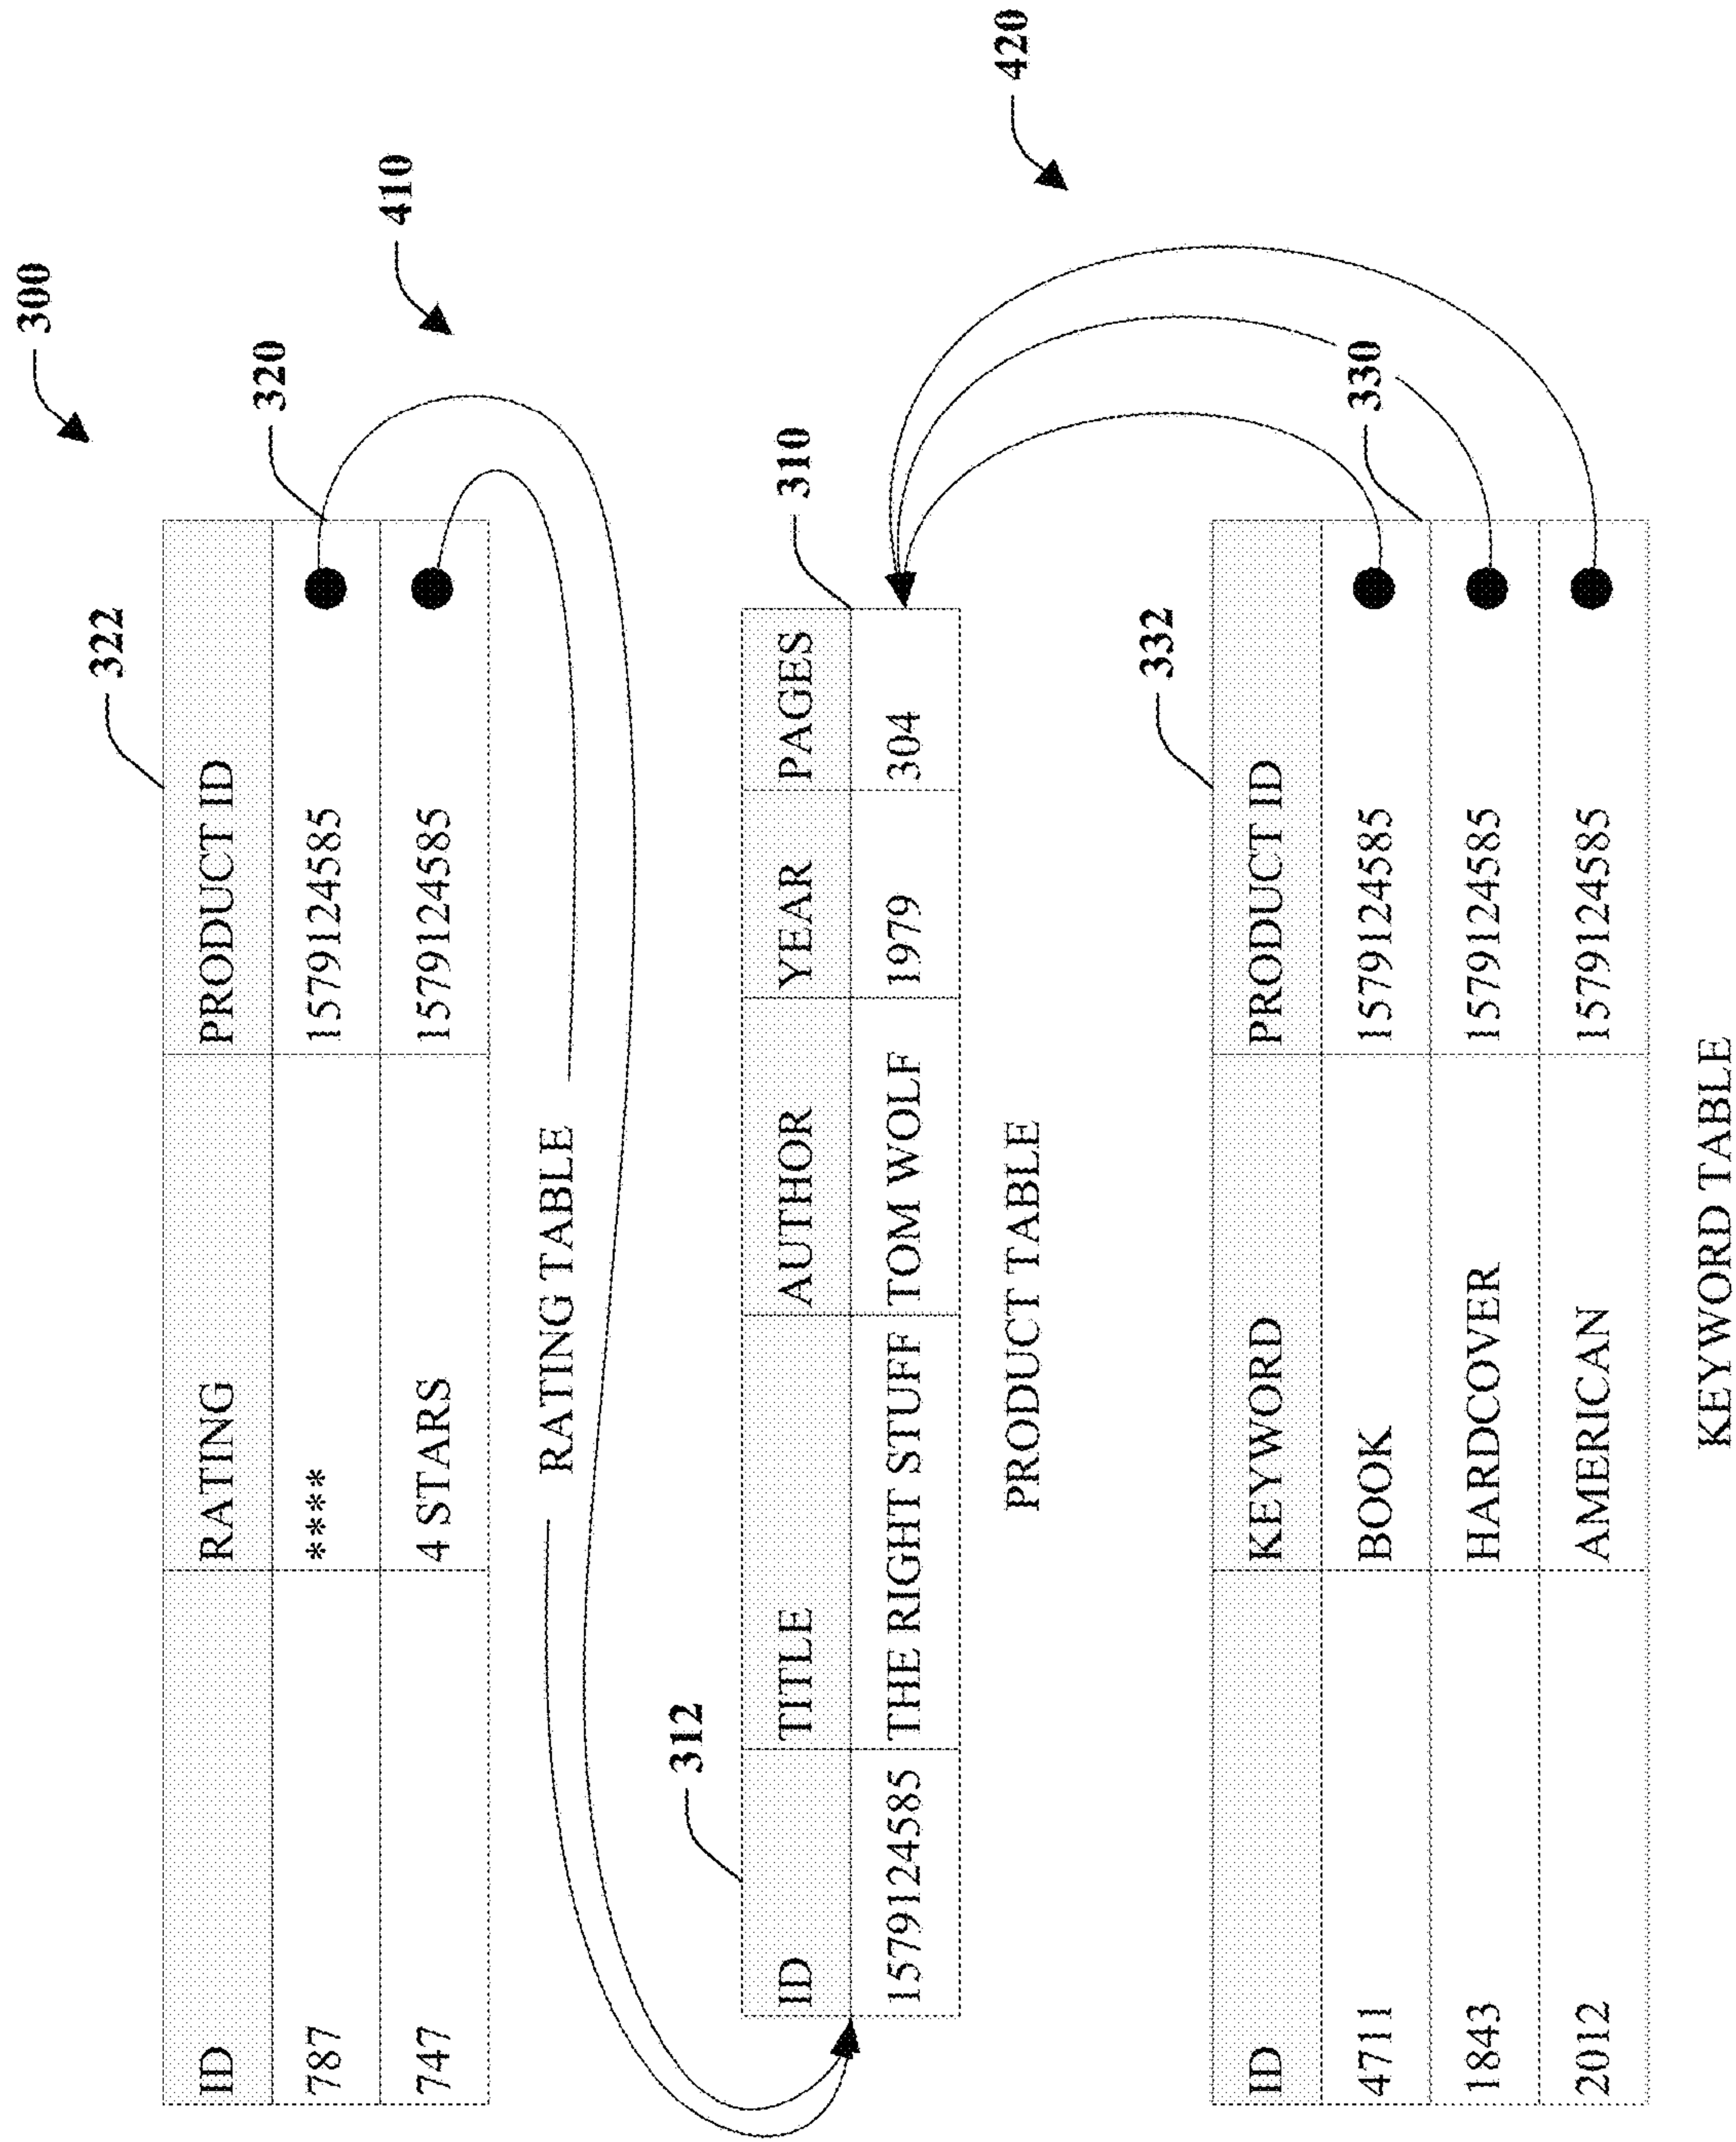 300
322
320
410
ID RATING PRODUCT ID
787 **** 1579124585
747 4 STARS 1579124585
RATING TABLE
312
310
ID TITLE AUTHOR YEAR PAGES
1579124585 THE RIGHT STUFF TOM WOLF 1979 304
PRODUCT TABLE
420
332
330
ID KEYWORD PRODUCT ID
4711 BOOK 1579124585
1843 HARDCOVER 1579124585
2012 AMERICAN 1579124585
KEYWORD TABLE